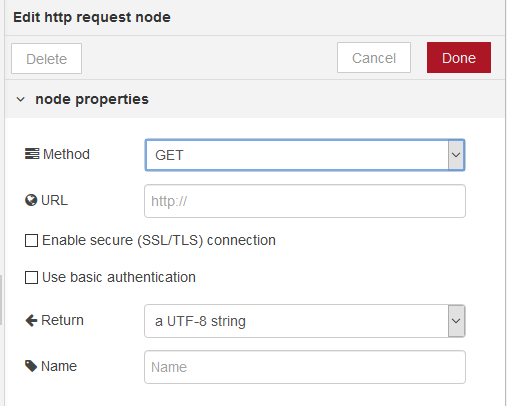 Edit http request node
Delete Cancel Done
node properties
Method GET
URL http://
Enable secure (SSL/TLS) connection
Use basic authentication
Return a UTF-8 string
Name Name